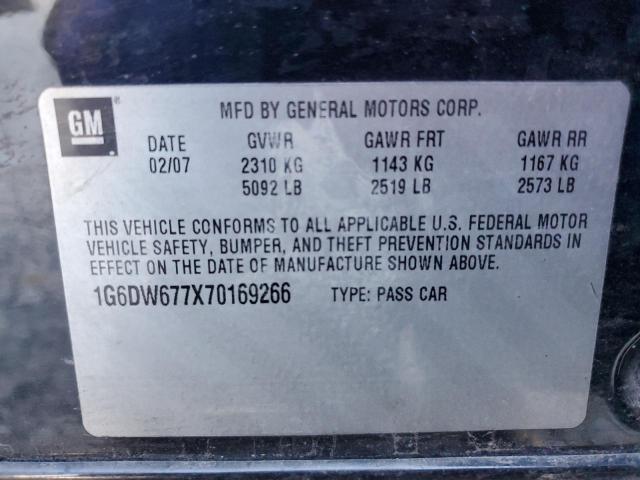 GM ® MFD BY GENERAL MOTORS CORP.
DATE GVWR GAWR FRT GAWR RR
02/07 2310 KG 1143 KG 1167 KG
5092 LB 2519 LB 2573 LB
THIS VEHICLE CONFORMS TO ALL APPLICABLE U.S. FEDERAL MOTOR
VEHICLE SAFETY, BUMPER, AND THEFT PREVENTION STANDARDS IN
EFFECT ON THE DATE OF MANUFACTURE SHOWN ABOVE.
1G6DW677X70169266 TYPE: PASS CAR